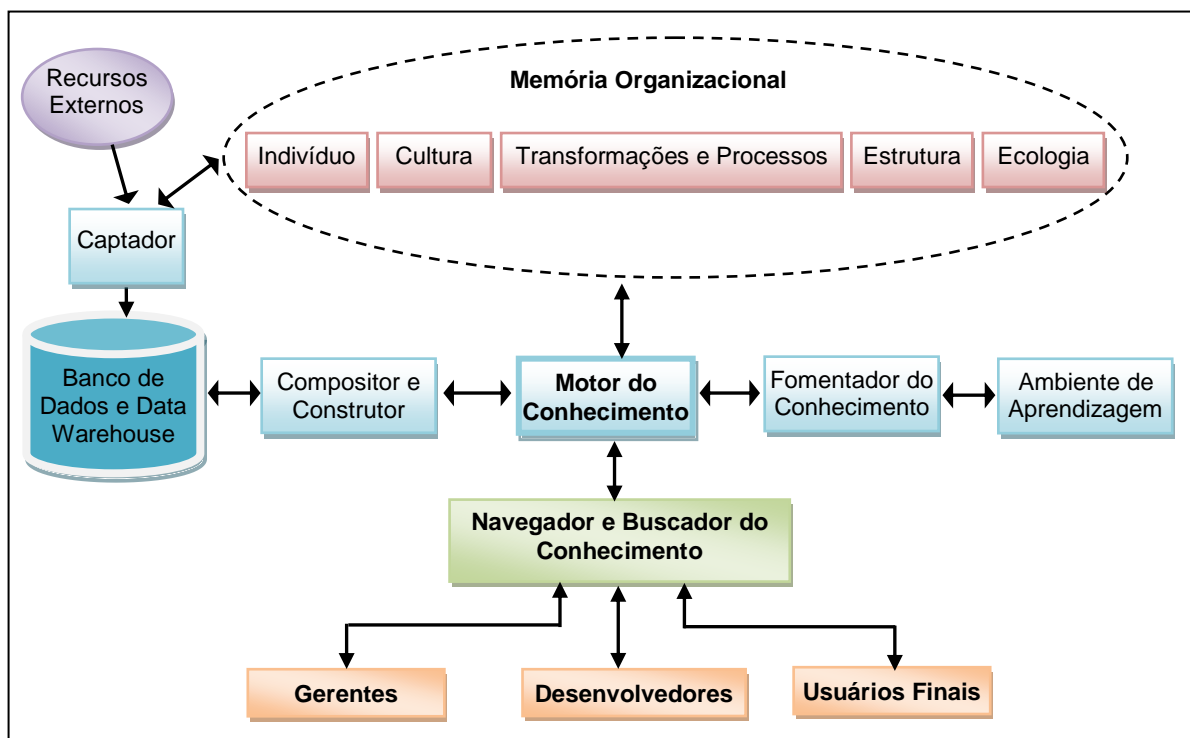 Recursos
Externos
Memória Organizacional
Indivíduo
Cultura
Transformações e Processos
Estrutura
Ecologia
Captador
Banco de
Dados e Data
Warehouse
Compositor e
Construtor
Motor do
Conhecimento
Fomentador do
Conhecimento
Ambiente de
Aprendizagem
Navegador e Buscador do
Conhecimento
Gerentes
Desenvolvedores
Usuários Finais